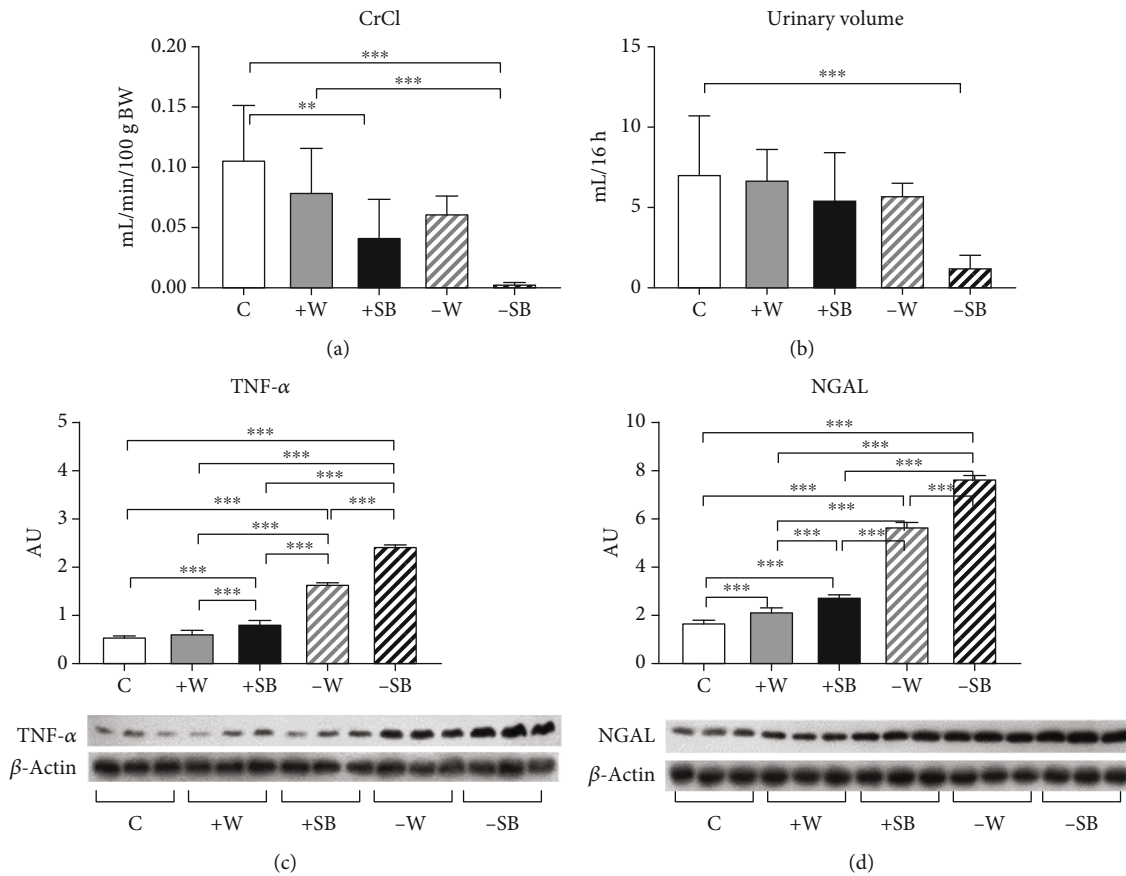 CrCl
mL/min/100 g BW
0.20
0.15
0.10
0.05
0.00
***
***
**
C +W +SB –W –SB
(a)
Urinary volume
mL/16 h
15
10
5
0
***
C +W +SB –W –SB
(b)
TNF-α
AU
5
4
3
2
1
0
***
***
***
*** ***
***
***
***
***
C +W +SB –W –SB
TNF-α
β-Actin
C +W +SB –W –SB
(c)
NGAL
AU
10
8
6
4
2
0
***
***
***
*** ***
***
*** ***
***
***
C +W +SB –W –SB
NGAL
β-Actin
C +W +SB –W –SB
(d)